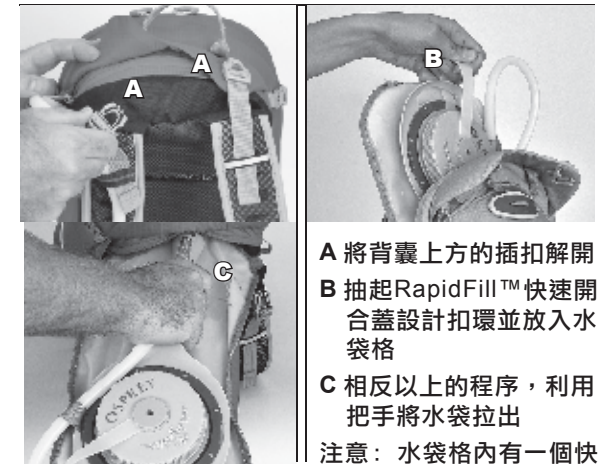 A
A
B
C
OSPREY
A 將背囊上方的插扣解開
B 抽起RapidFill™快速開
合蓋設計扣環並放入水
袋格
C 相反以上的程序，利用
把手將水袋拉出
注意：水袋格內有一個快